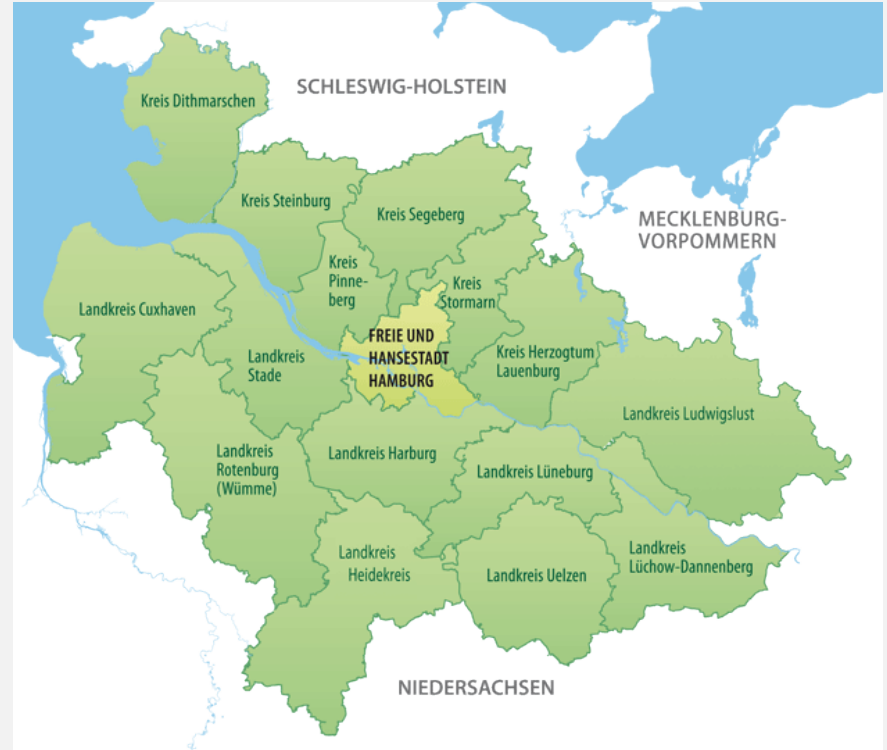 SCHLESWIG-HOLSTEIN
Kreis Dithmarschen
Kreis Steinburg
Kreis Segeberg
MECKLENBURG-
VORPOMMERN
Kreis
Pinne-
berg
Kreis
Stormarn
Landkreis Cuxhaven
FREIE UND
HANSESTADT
HAMBURG
Landkreis
Stade
Kreis Herzogtum
Lauenburg
Landkreis Ludwigslust
Landkreis
Rotenburg
(Wümme)
Landkreis Harburg
Landkreis Lüneburg
Landkreis
Heidekreis
Landkreis Uelzen
Landkreis
Lüchow-Dannenberg
NIEDERSACHSEN